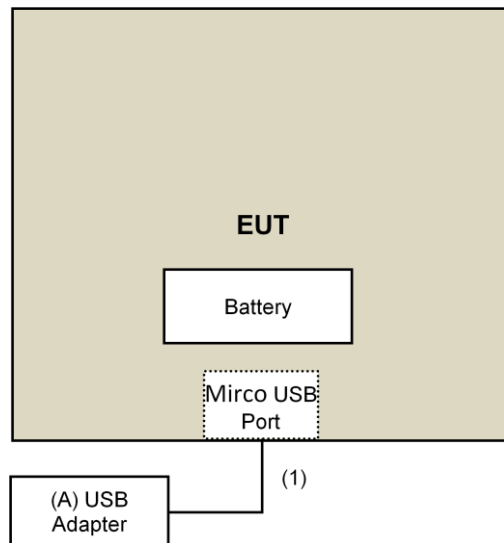 EUT
Battery
Mirco USB
Port
(1)
(A) USB
Adapter